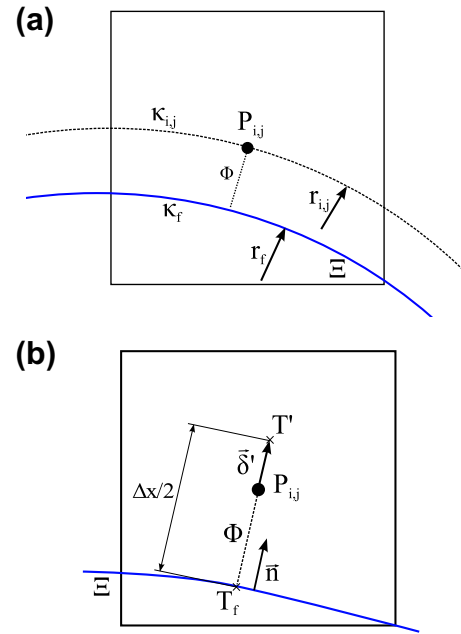 (a)
κi,j
Pi,j
Φ
ri,j
κf
rf
Ξ
(b)
T'
δ⃗'
Δx/2
Pi,j
Φ
n⃗
Ξ
Tf